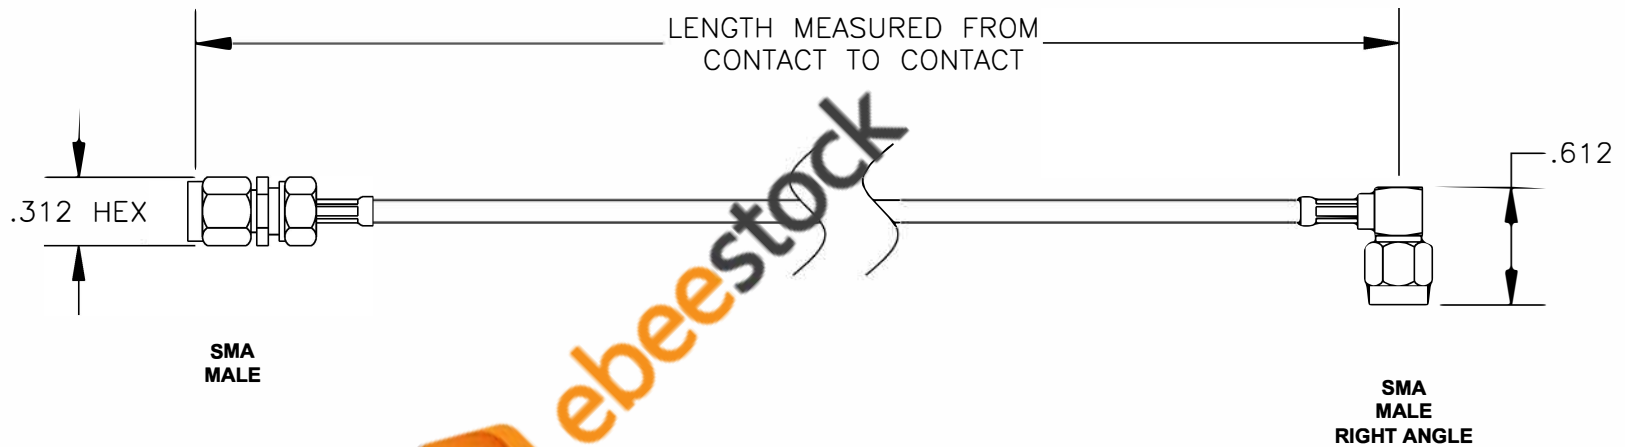 LENGTH MEASURED FROM
CONTACT TO CONTACT
.612
.312 HEX
ebeestock
SMA
MALE
SMA
MALE
RIGHT ANGLE